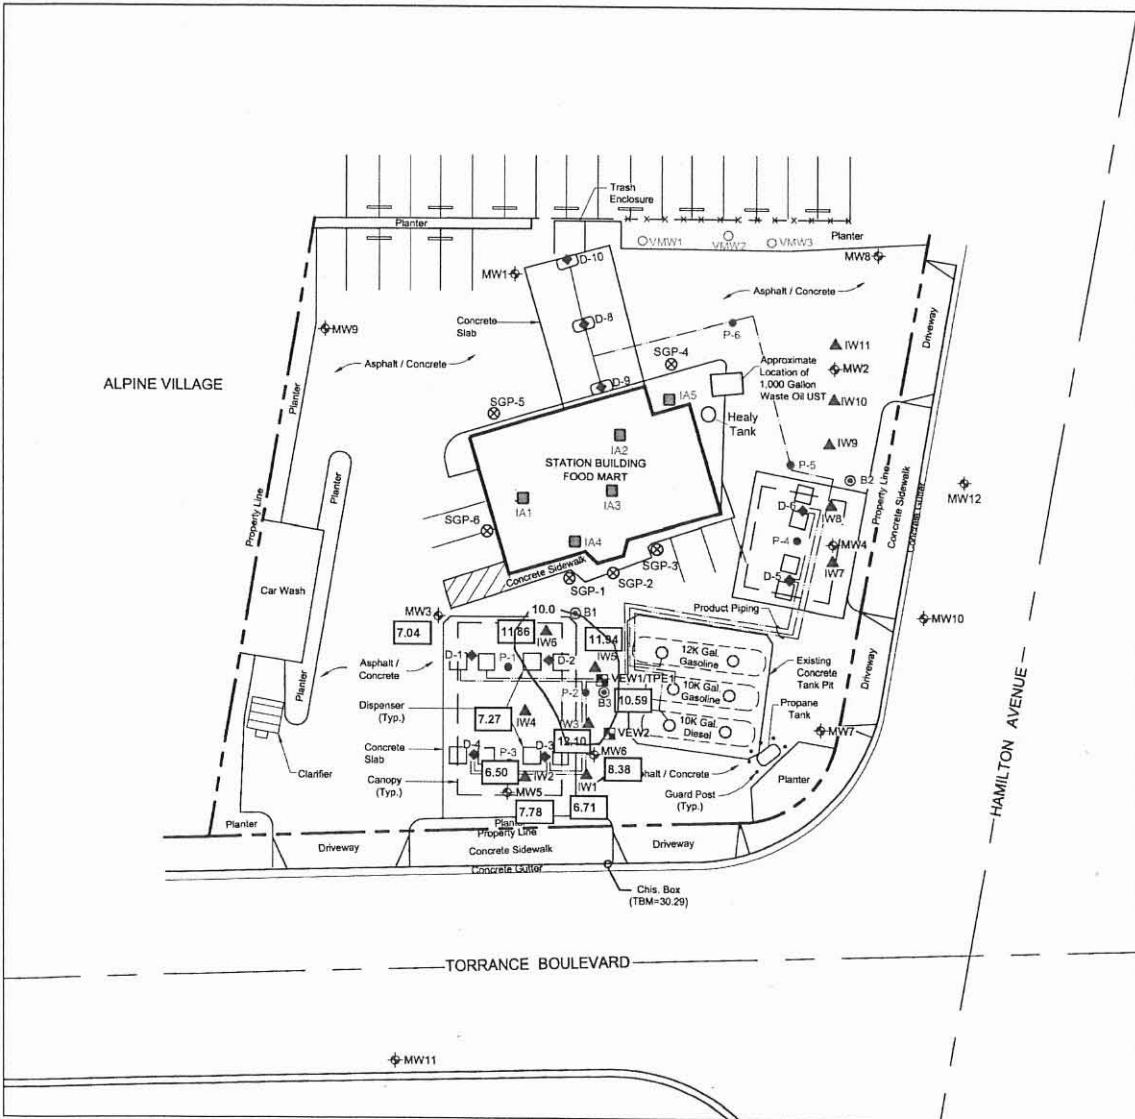 Trash
Enclosure
Planter
VMW1
VMW2
VMW3
Planter
MW8
MW1
D-10
Asphalt / Concrete
Driveway
Concrete
Slab
D-8
P-6
MW9
IW11
SGP-4
Approximate
Location of
1,000 Gallon
Waste Oil UST
MW2
Asphalt / Concrete
ALPINE VILLAGE
Planter
D-9
IA5
IW10
SGP-5
Healy
Tank
IA2
IW9
STATION BUILDING
FOOD MART
P-5
B2
Property Line
Concrete Sidewalk
Concrete Gutter
MW12
Planter
IA1
IA3
D-6
IW8
SGP-6
Property Line
IA4
P-4
MW4
SGP-3
IW7
Concrete Sidewalk
SGP-2
D-5
SGP-1
Car Wash
Product Piping
MW3
10.0
B1
MW10
7.04
11.86
IW6
11.94
IW5
12K Gal.
Gasoline
Existing
Concrete
Tank Pit
D-1
P-1
D-2
Asphalt /
Concrete
VEW1/TPE1
Driveway
Planter
P-2
B3
10.59
10K Gal.
Gasoline
Propane
Tank
Dispenser
(Typ.)
7.27
IW4
IW3
10K Gal.
Diesel
VEW2
MW7
HAMILTON AVENUE
Concrete
Slab
D-4
P-3
D-3
12.10
MW6
Clarifier
6.50
IW2
IW1
8.38
Asphalt / Concrete
Planter
Canopy
(Typ.)
MW5
Guard Post
(Typ.)
7.78
6.71
Planter
Planter
Property Line
Driveway
Concrete Sidewalk
Driveway
Concrete Gutter
Chis. Box
(TBM=30.29)
TORRANCE BOULEVARD
MW11